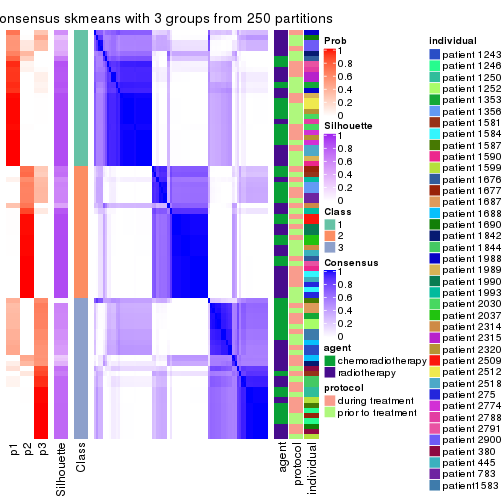 onsensus skmeans with 3 groups from 250 partitions
Prob
1
0.8
0.6
0.4
0.2
0
Silhouette
1
0.8
0.6
0.4
0.2
0
Class
1
2
3
Consensus
1
0.8
0.6
0.4
0.2
0
agent
chemoradiotherapy
radiotherapy
protocol
during treatment
prior to treatment
individual
patient 1243
patient 1246
patient 1250
patient 1252
patient 1353
patient 1356
patient 1581
patient 1584
patient 1587
patient 1590
patient 1599
patient 1676
patient 1677
patient 1687
patient 1688
patient 1690
patient 1842
patient 1844
patient 1988
patient 1989
patient 1990
patient 1993
patient 2030
patient 2037
patient 2314
patient 2315
patient 2320
patient 2509
patient 2512
patient 2518
patient 275
patient 2774
patient 2788
patient 2791
patient 2900
patient 380
patient 445
patient 783
patient1583
p1
p2
p3
Silhouette
Class
agent
protocol
individual